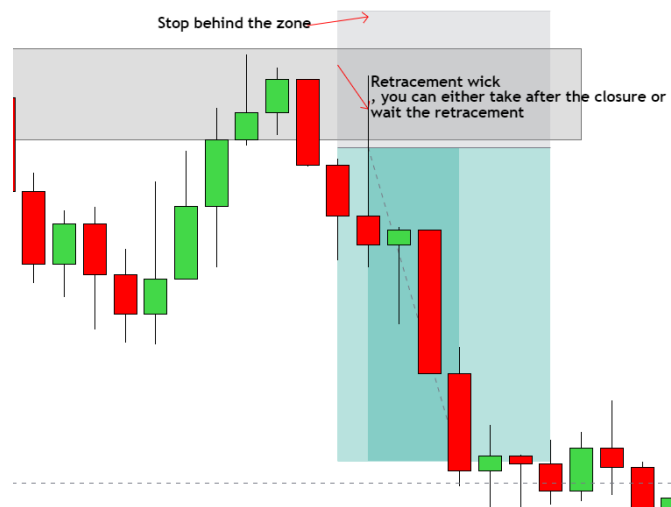 Stop behind the zone
Retracement wick
, you can either take after the closure or
wait the retracement